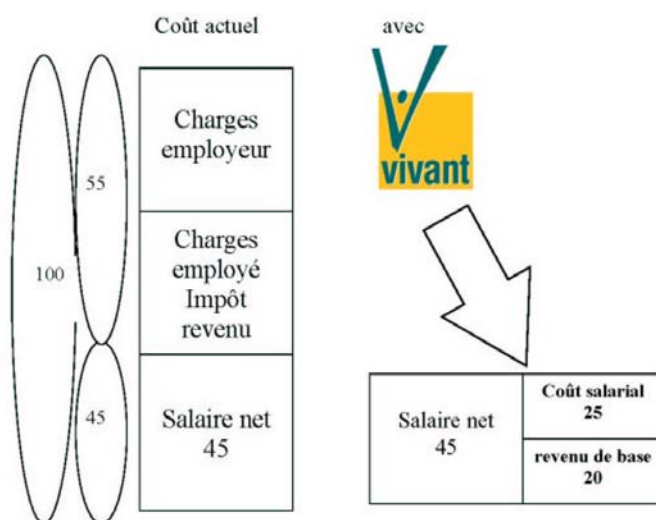 Coût actuel
avec
Charges
employeur
55
vivant
100
Charges
employé
Impôt
revenu
45
Salaire net
45
Salaire net
45
Coût salarial
25
revenu de base
20